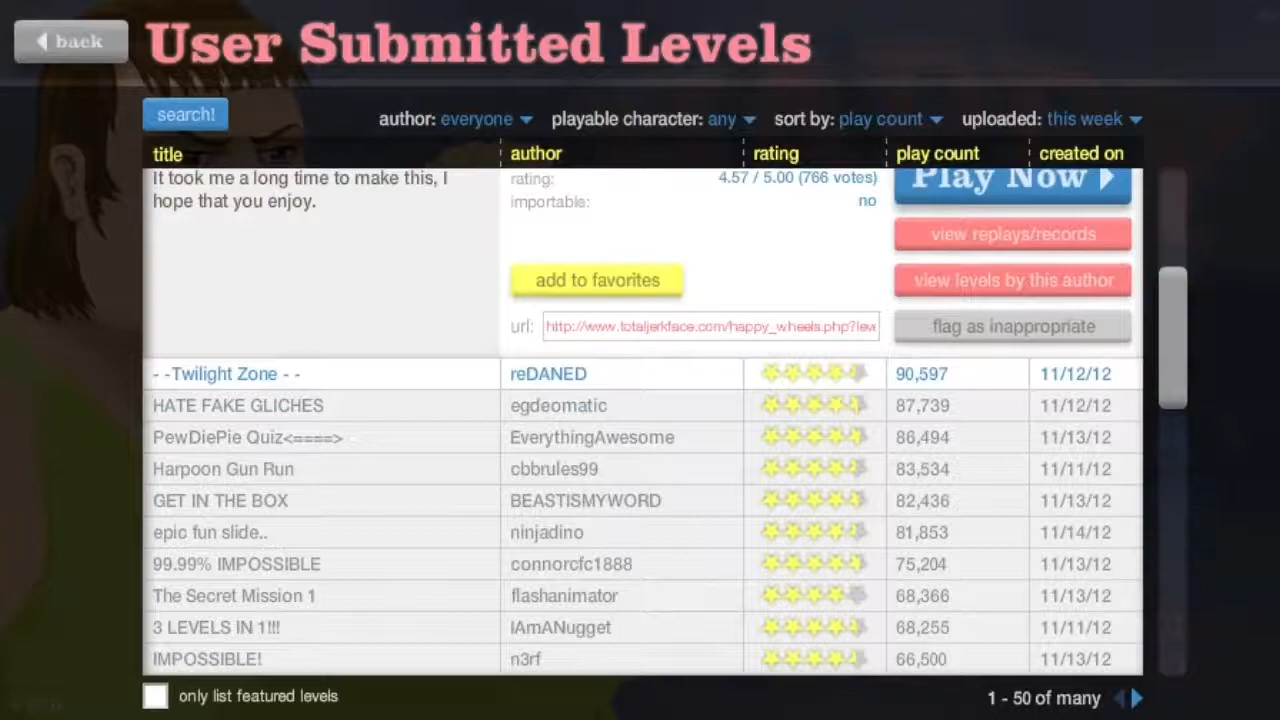 back
User Submitted Levels
search!
author: everyone playable character: any sort by: play count uploaded: this week
title author rating play count created on
It took me a long time to make this, I
hope that you enjoy.
rating: 4.57 / 5.00 (766 votes)
importable: no
Play Now
view replays/records
add to favorites
view levels by this author
url: http://www.totaljerkface.com/happy_wheels.php?lev
flag as inappropriate
- -Twilight Zone - - reDANED 90,597 11/12/12
HATE FAKE GLICHES egdeomatic 87,739 11/12/12
PewDiePie Quiz<====> EverythingAwesome 86,494 11/13/12
Harpoon Gun Run cbbrules99 83,534 11/11/12
GET IN THE BOX BEASTISMYWORD 82,436 11/13/12
epic fun slide.. ninjadino 81,853 11/14/12
99.99% IMPOSSIBLE connorcfc1888 75,204 11/13/12
The Secret Mission 1 flashanimator 68,366 11/13/12
3 LEVELS IN 1!!! IAmANugget 68,255 11/11/12
IMPOSSIBLE! n3rf 66,500 11/13/12
only list featured levels
1 - 50 of many